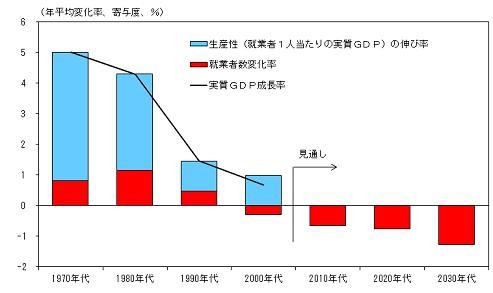 （年平均変化率、寄与度、％）
6
5
4
3
2
1
0
－1
－2
生産性（就業者１人当たりの実質ＧＤＰ）の伸び率
就業者数変化率
実質ＧＤＰ成長率
見通し
1970年代 1980年代 1990年代 2000年代 2010年代 2020年代 2030年代